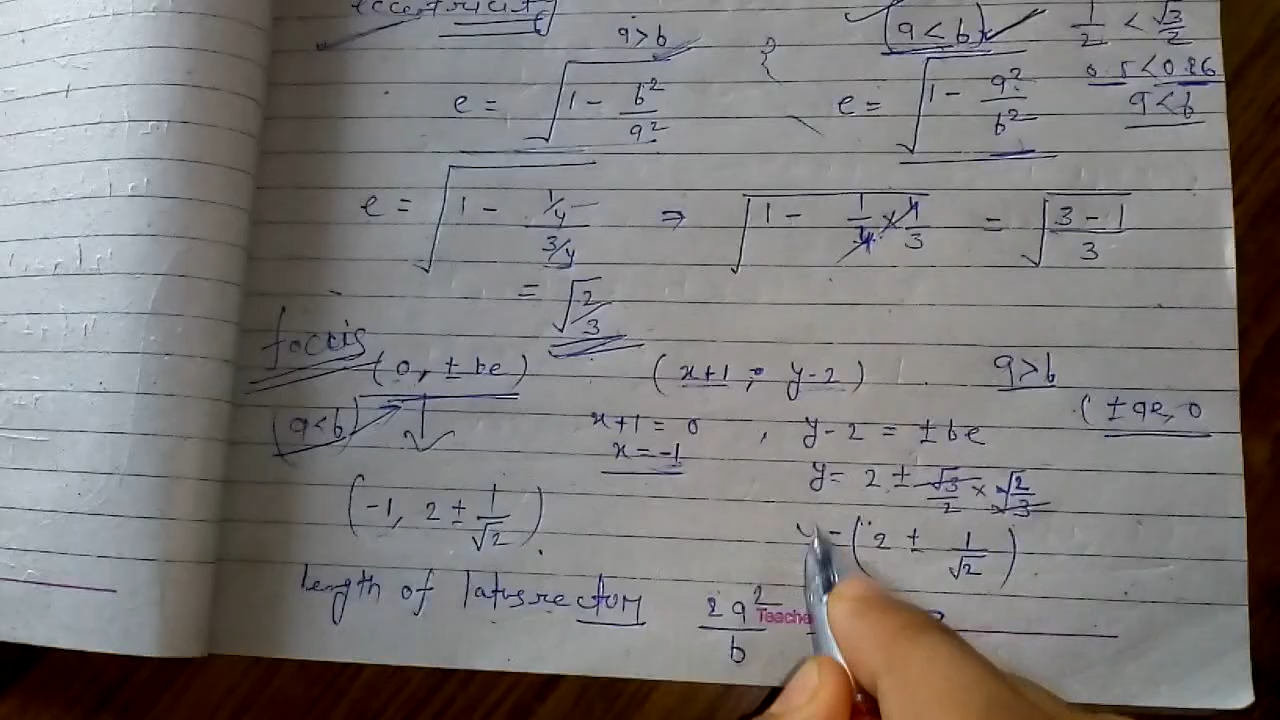 eccentricity
a>b { (a<b) 1/2 < √3/2
0.5<0.86
e = √(1 - b²/a²) e = √(1 - a²/b²) a<b
e = √(1 - (1/4)/(3/4)) ⇒ √(1 - 1/4 × 4/3) = √((3-1)/3)
= √(2/3)
focus
(0, ±be) (x+1, y-2) a>b
(a<b) (±ae, 0
x+1 = 0 , y-2 = ±be
x = -1
y = 2 ± √3/2 × √2/3
(-1, 2 ± 1/√2). y = (2 ± 1/√2)
length of latusrectum 2a²/b
Teache